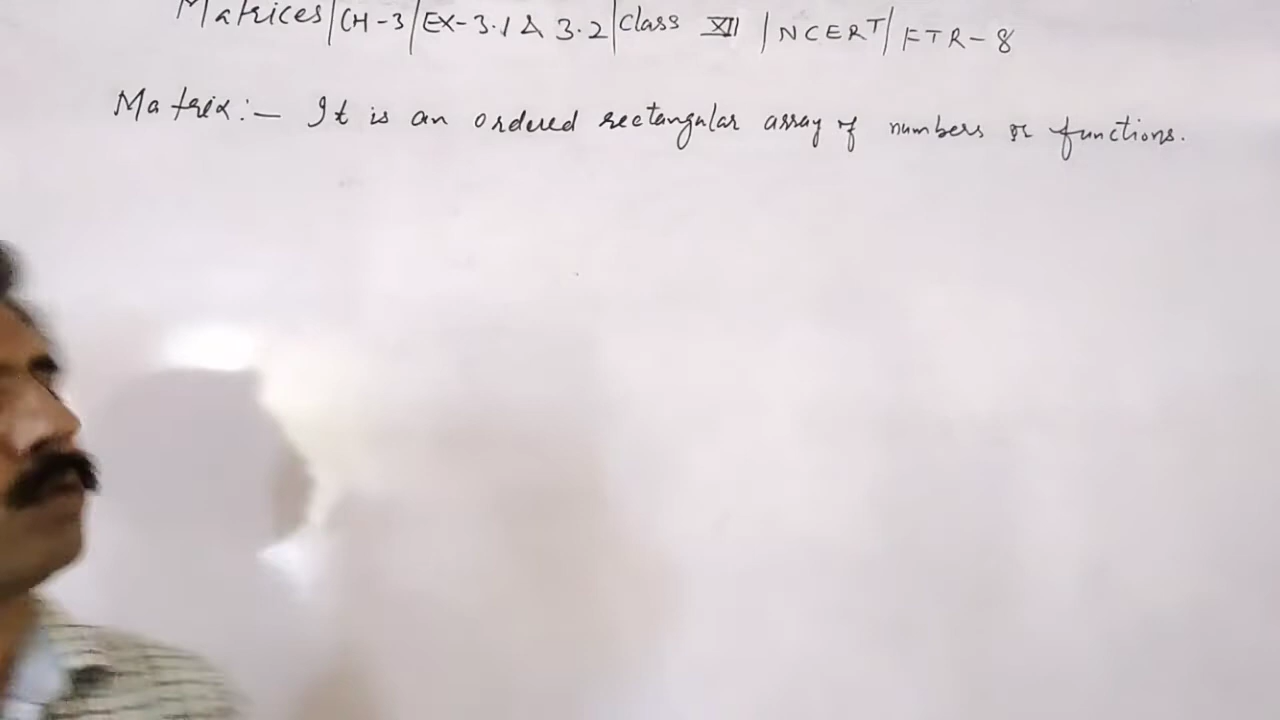 Matrices/CH-3/EX-3.1 & 3.2/Class XII/NCERT/FTR-8
Matrix:- It is an ordered rectangular array of numbers or functions.